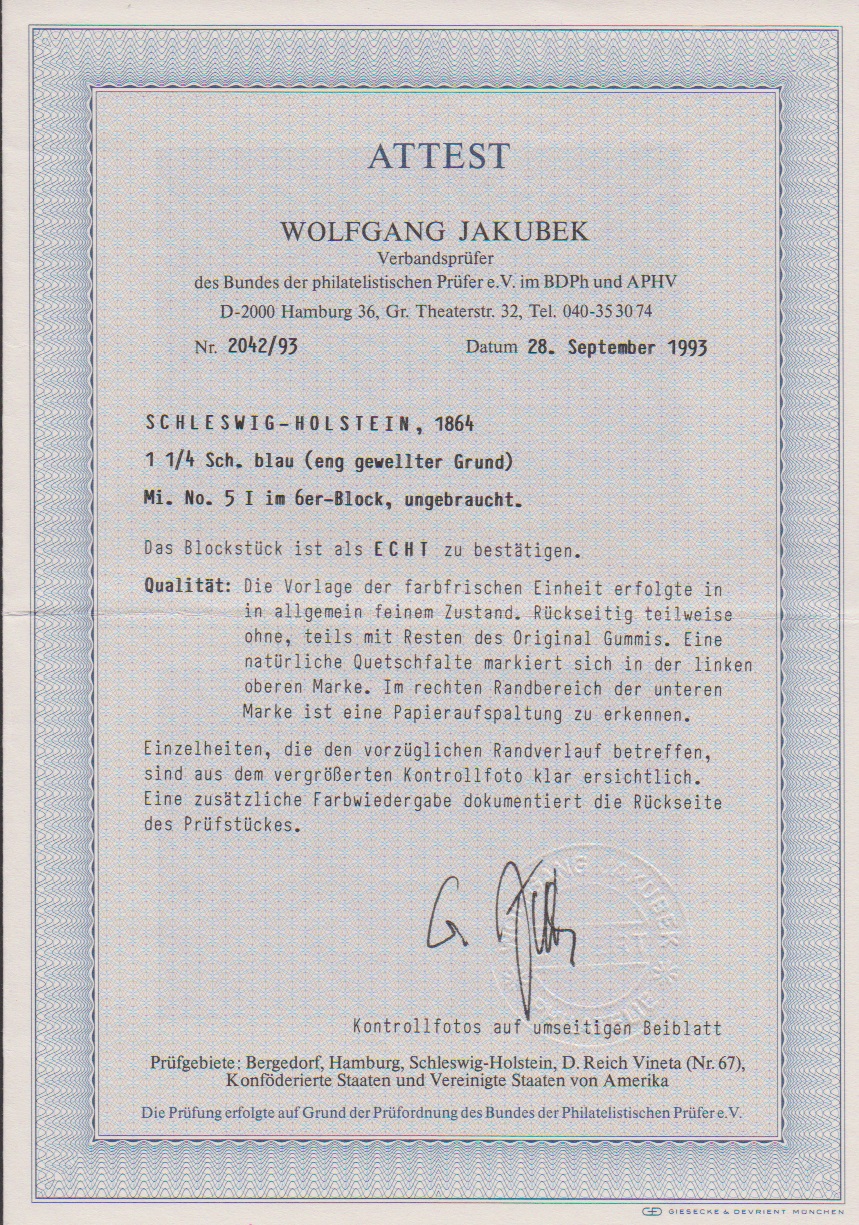 ATTEST
WOLFGANG JAKUBEK
Verbandsprüfer
des Bundes der philatelistischen Prüfer e.V. im BDPh und APHV
D-2000 Hamburg 36, Gr. Theaterstr. 32, Tel. 040-35 30 74
Nr. 2042/93 Datum 28. September 1993
SCHLESWIG-HOLSTEIN, 1864
1 1/4 Sch. blau (eng gewellter Grund)
Mi. No. 5 I im 6er-Block, ungebraucht.
Das Blockstück ist als ECHT zu bestätigen.
Qualität: Die Vorlage der farbfrischen Einheit erfolgte in
in allgemein feinem Zustand. Rückseitig teilweise
ohne, teils mit Resten des Original Gummis. Eine
natürliche Quetschfalte markiert sich in der linken
oberen Marke. Im rechten Randbereich der unteren
Marke ist eine Papieraufspaltung zu erkennen.
Einzelheiten, die den vorzüglichen Randverlauf betreffen,
sind aus dem vergrößerten Kontrollfoto klar ersichtlich.
Eine zusätzliche Farbwiedergabe dokumentiert die Rückseite
des Prüfstückes.
WOLFGANG JAKUBEK
Kontrollfotos auf umseitigen Beiblatt
Prüfgebiete: Bergedorf, Hamburg, Schleswig-Holstein, D. Reich Vineta (Nr. 67),
Konföderierte Staaten und Vereinigte Staaten von Amerika
Die Prüfung erfolgte auf Grund der Prüfordnung des Bundes der Philatelistischen Prüfer e.V.
GIESECKE & DEVRIENT MÜNCHEN